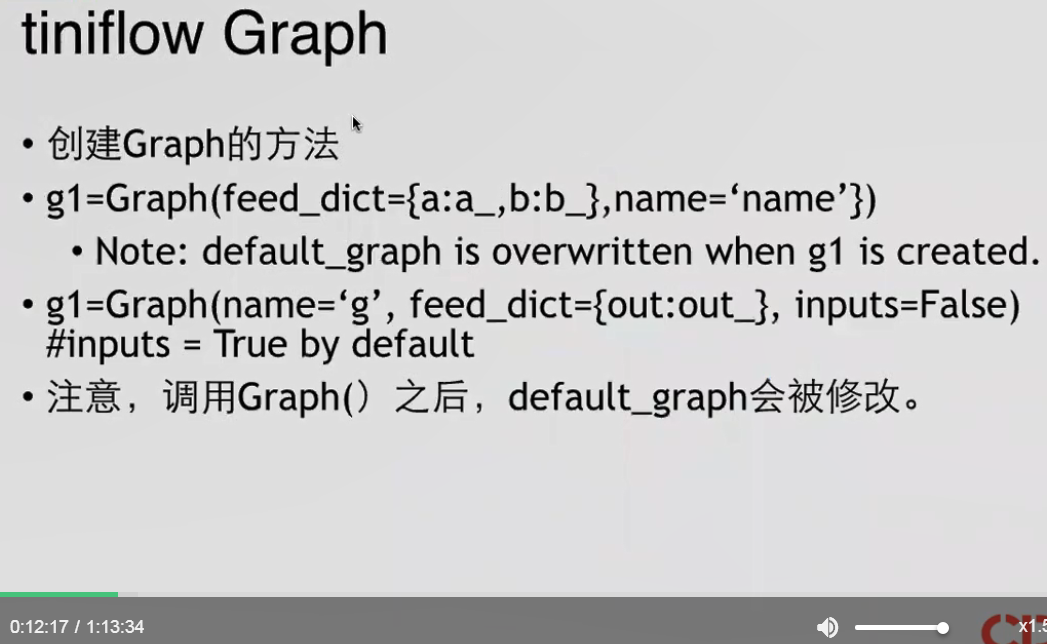 tiniflow Graph
• 创建Graph的方法
• g1=Graph(feed_dict={a:a_,b:b_},name=‘name’})
• Note: default_graph is overwritten when g1 is created.
• g1=Graph(name=‘g’, feed_dict={out:out_}, inputs=False)
#inputs = True by default
• 注意，调用Graph(）之后，default_graph会被修改。
0:12:17 / 1:13:34